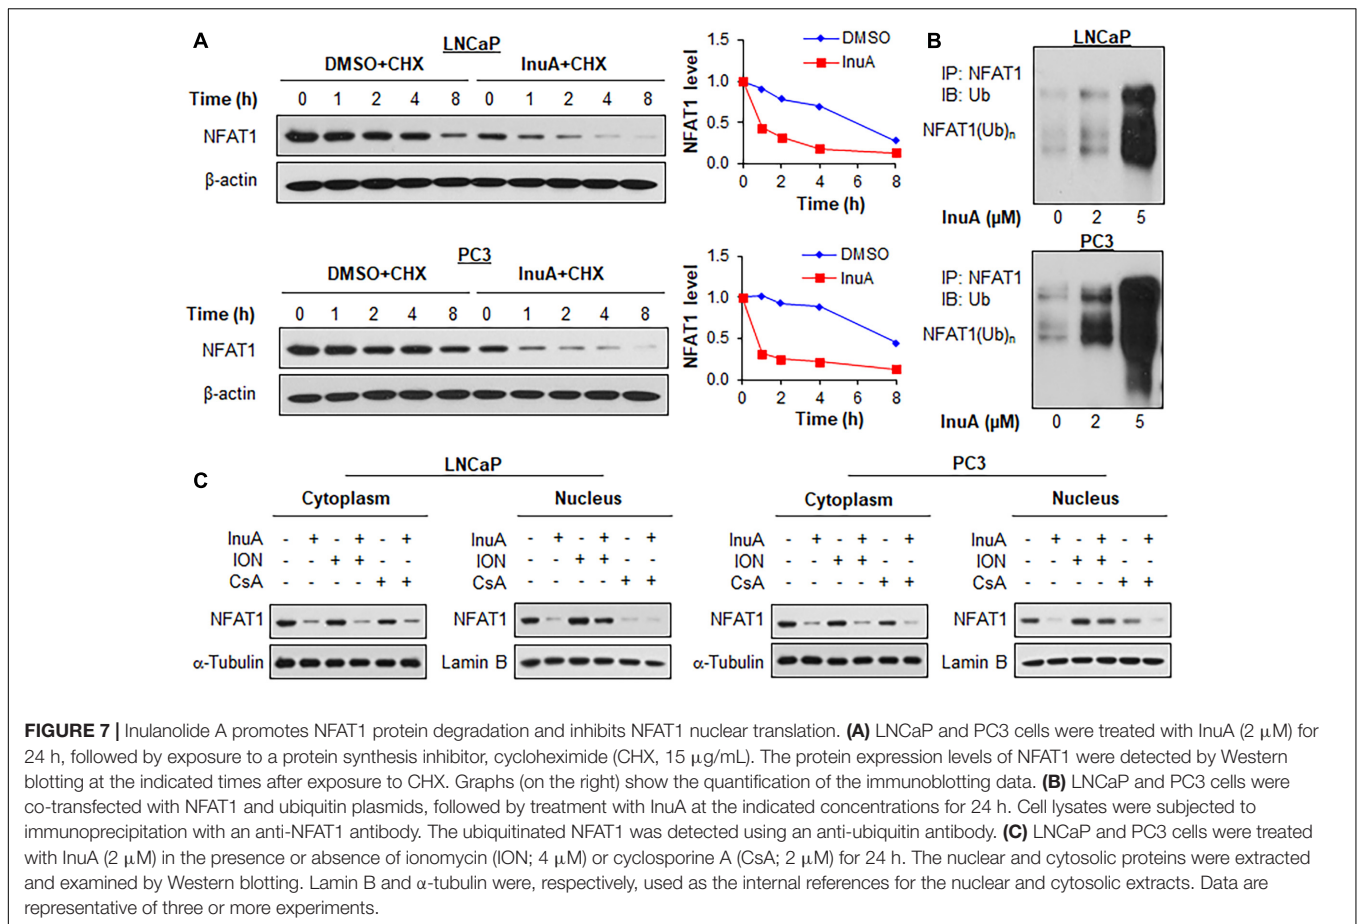 A
LNCaP
DMSO+CHX InuA+CHX
Time (h) 0 1 2 4 8 0 1 2 4 8
NFAT1
β-actin
1.5
1.0
0.5
0.0
NFAT1 level
DMSO
InuA
0 2 4 6 8
Time (h)
B
LNCaP
IP: NFAT1
IB: Ub
NFAT1(Ub)n
InuA (µM) 0 2 5
PC3
DMSO+CHX InuA+CHX
Time (h) 0 1 2 4 8 0 1 2 4 8
NFAT1
β-actin
1.5
1.0
0.5
0.0
NFAT1 level
DMSO
InuA
0 2 4 6 8
Time (h)
PC3
IP: NFAT1
IB: Ub
NFAT1(Ub)n
InuA (µM) 0 2 5
C
LNCaP
Cytoplasm Nucleus
InuA - + - + - +
ION - - + + - -
CsA - - - - + +
NFAT1
α-Tubulin
InuA - + - + - +
ION - - + + - -
CsA - - - - + +
NFAT1
Lamin B
PC3
Cytoplasm Nucleus
InuA - + - + - +
ION - - + + - -
CsA - - - - + +
NFAT1
α-Tubulin
InuA - + - + - +
ION - - + + - -
CsA - - - - + +
NFAT1
Lamin B
FIGURE 7 | Inulanolide A promotes NFAT1 protein degradation and inhibits NFAT1 nuclear translation. (A) LNCaP and PC3 cells were treated with InuA (2 µM) for
24 h, followed by exposure to a protein synthesis inhibitor, cycloheximide (CHX, 15 µg/mL). The protein expression levels of NFAT1 were detected by Western
blotting at the indicated times after exposure to CHX. Graphs (on the right) show the quantification of the immunoblotting data. (B) LNCaP and PC3 cells were
co-transfected with NFAT1 and ubiquitin plasmids, followed by treatment with InuA at the indicated concentrations for 24 h. Cell lysates were subjected to
immunoprecipitation with an anti-NFAT1 antibody. The ubiquitinated NFAT1 was detected using an anti-ubiquitin antibody. (C) LNCaP and PC3 cells were treated
with InuA (2 µM) in the presence or absence of ionomycin (ION; 4 µM) or cyclosporine A (CsA; 2 µM) for 24 h. The nuclear and cytosolic proteins were extracted
and examined by Western blotting. Lamin B and α-tubulin were, respectively, used as the internal references for the nuclear and cytosolic extracts. Data are
representative of three or more experiments.